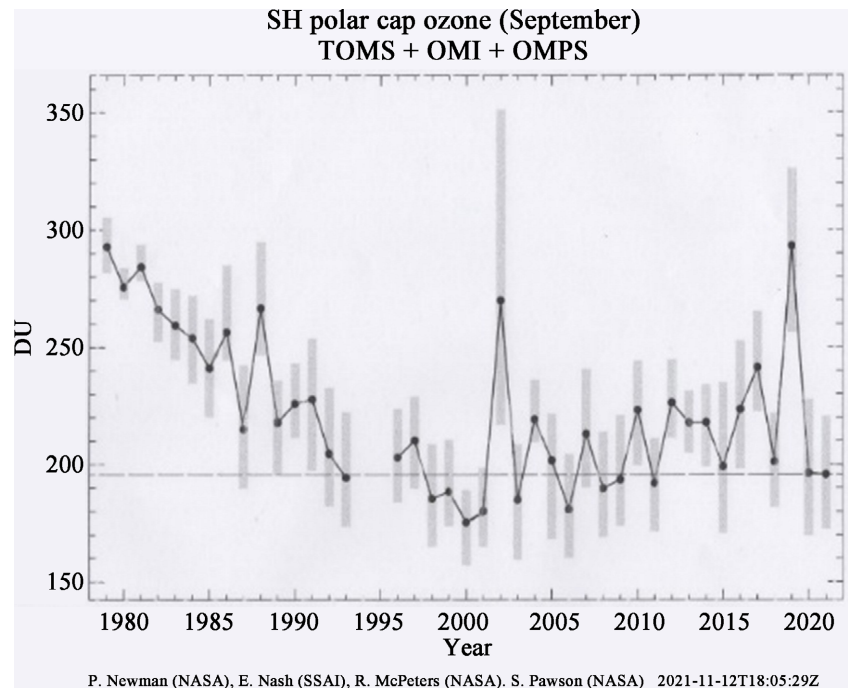 SH polar cap ozone (September)
TOMS + OMI + OMPS
350
300
250
200
150
DU
1980 1985 1990 1995 2000 2005 2010 2015 2020
Year
P. Newman (NASA), E. Nash (SSAI), R. McPeters (NASA). S. Pawson (NASA) 2021-11-12T18:05:29Z